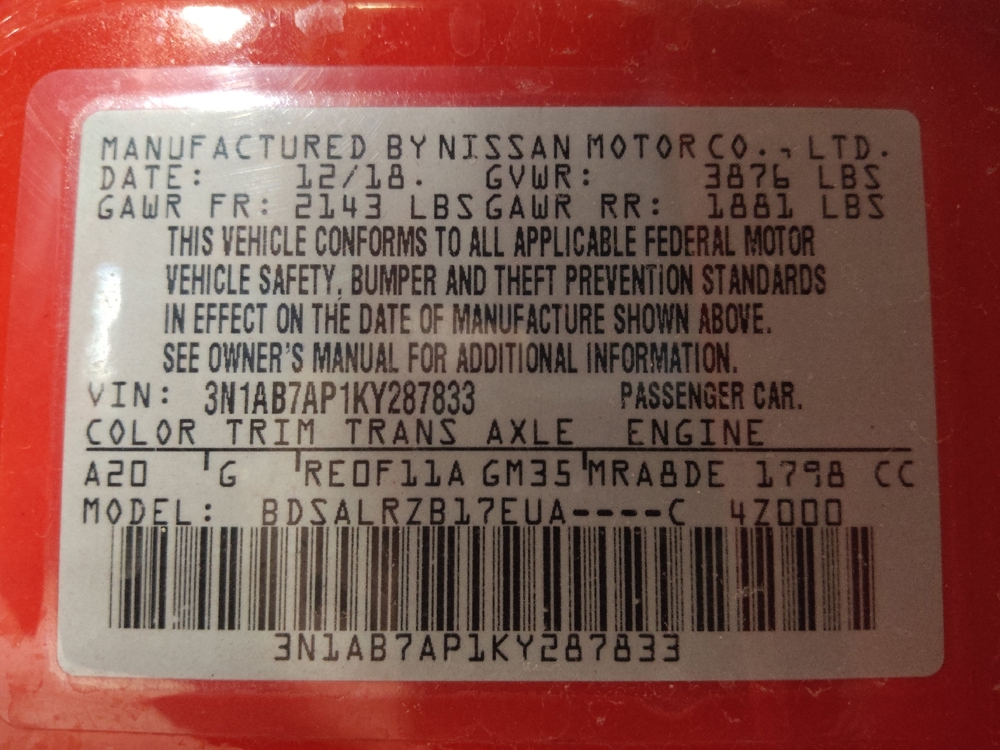 MANUFACTURED BY NISSAN MOTOR CO., LTD.
DATE: 12/18. GVWR: 3876 LBS
GAWR FR: 2143 LBS GAWR RR: 1881 LBS
THIS VEHICLE CONFORMS TO ALL APPLICABLE FEDERAL MOTOR
VEHICLE SAFETY, BUMPER AND THEFT PREVENTION STANDARDS
IN EFFECT ON THE DATE OF MANUFACTURE SHOWN ABOVE.
SEE OWNER'S MANUAL FOR ADDITIONAL INFORMATION.
VIN: 3N1AB7AP1KY287833 PASSENGER CAR.
COLOR TRIM TRANS AXLE ENGINE
A20 G RE0F11A GM35 MRA8DE 1798 CC
MODEL: BDSALRZB17EUA----C 4Z000
3N1AB7AP1KY287833